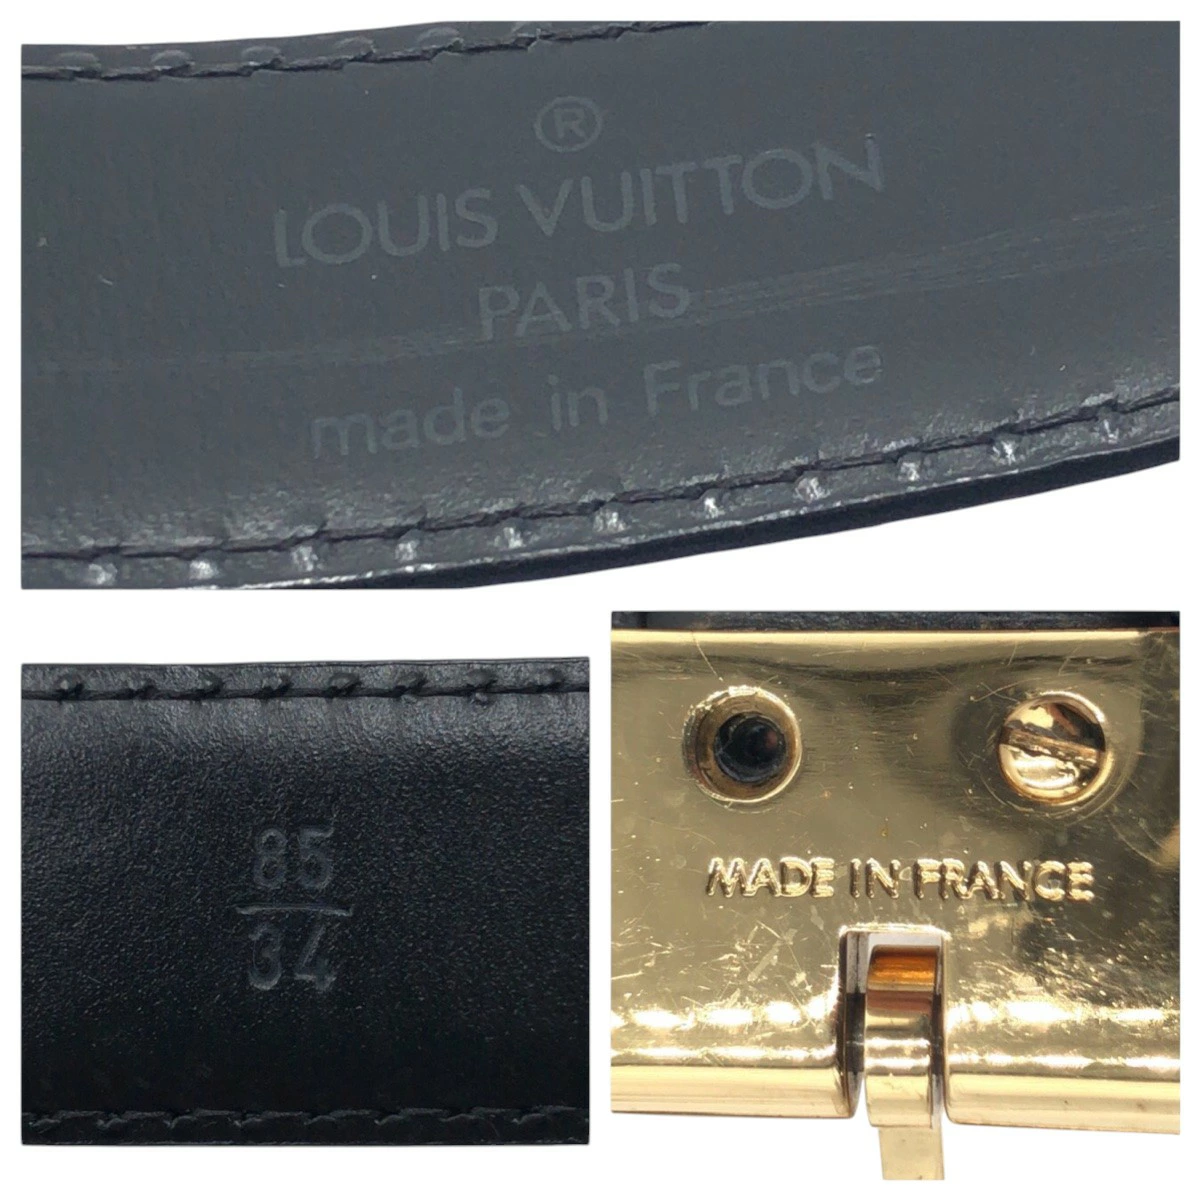 ®
LOUIS VUITTON
PARIS
made in France
85
34
MADE IN FRANCE